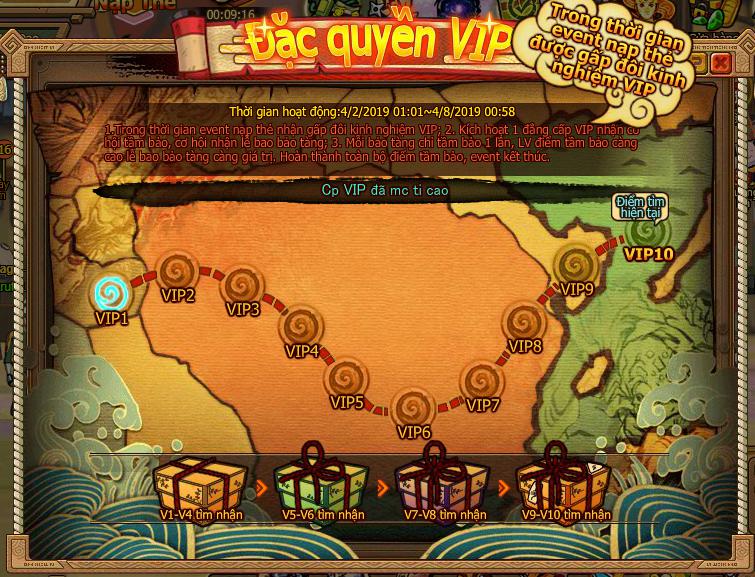 Nạp Thẻ
00:09:16
Đặc quyền VIP
Trong thời gian
event nạp thẻ
được gấp đôi kinh
nghiệm VIP
Thời gian hoạt động:4/2/2019 01:01~4/8/2019 00:58
1.Trong thời gian event nạp thẻ nhận gấp đôi kinh nghiệm VIP; 2. Kích hoạt 1 đẳng cấp VIP nhận cơ
hội tầm bảo, cơ hội nhận lễ bao bảo tàng; 3. Mỗi bảo tàng chỉ tầm bảo 1 lần, LV điểm tầm bảo càng
cao lễ bao bảo tàng càng giá trị. Hoàn thành toàn bộ điểm tầm bảo, event kết thúc.
Cp VIP đã mc ti cao
Điểm tìm
hiện tại
VIP10
VIP9
VIP2
VIP3
VIP1
VIP4
VIP8
VIP5
VIP7
VIP6
V1-V4 tìm nhận
V5-V6 tìm nhận
V7-V8 tìm nhận
V9-V10 tìm nhận